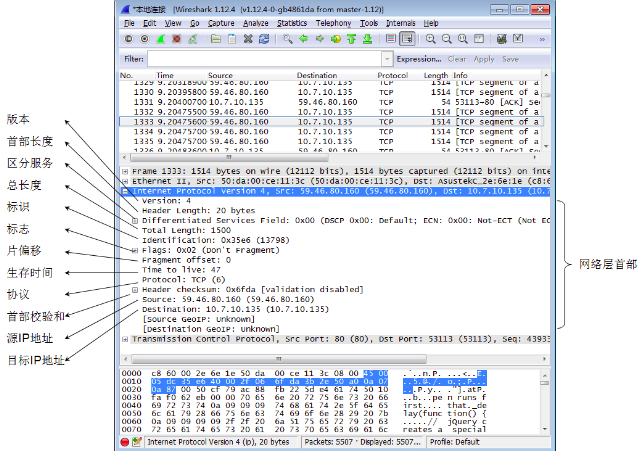 *本地连接 [Wireshark 1.12.4 (v1.12.4-0-gb4861da from master-1.12)]
File Edit View Go Capture Analyze Statistics Telephony Tools Internals Help
Filter: Expression... Clear Apply Save
No. Time Source Destination Protocol Length Info
1329 9.20318900 59.46.80.160 10.7.10.135 TCP 1514 [TCP segment of a
1330 9.20395800 59.46.80.160 10.7.10.135 TCP 1514 [TCP segment of a
1331 9.20400700 10.7.10.135 59.46.80.160 TCP 54 53113→80 [ACK] Seq
1332 9.20475500 59.46.80.160 10.7.10.135 TCP 1514 [TCP segment of a
1333 9.20475600 59.46.80.160 10.7.10.135 TCP 1514 [TCP segment of a
1334 9.20475700 59.46.80.160 10.7.10.135 TCP 1514 [TCP segment of a
1335 9.20475700 59.46.80.160 10.7.10.135 TCP 1514 [TCP segment of a
1336 9.20483600 10.7.10.135 59.46.80.160 TCP 54 53113→80 [ACK] Seq
Frame 1333: 1514 bytes on wire (12112 bits), 1514 bytes captured (12112 bits) on inte
Ethernet II, Src: 50:da:00:ce:11:3c (50:da:00:ce:11:3c), Dst: AsustekC_2e:6e:1e (c8:6
Internet Protocol Version 4, Src: 59.46.80.160 (59.46.80.160), Dst: 10.7.10.135 (10.7
版本
Version: 4
首部长度
Header Length: 20 bytes
区分服务
Differentiated Services Field: 0x00 (DSCP 0x00: Default; ECN: 0x00: Not-ECT (Not EC
总长度
Total Length: 1500
标识
Identification: 0x35e6 (13798)
标志
Flags: 0x02 (Don't Fragment)
片偏移
Fragment offset: 0
生存时间
Time to live: 47
协议
Protocol: TCP (6)
首部校验和
Header checksum: 0x6fda [validation disabled]
源IP地址
Source: 59.46.80.160 (59.46.80.160)
目标IP地址
Destination: 10.7.10.135 (10.7.10.135)
[Source GeoIP: Unknown]
[Destination GeoIP: Unknown]
网络层首部
Transmission Control Protocol, Src Port: 80 (80), Dst Port: 53113 (53113), Seq: 43933
0000 c8 60 00 2e 6e 1e 50 da 00 ce 11 3c 08 00 45 00 .`..n.P. ...<..E.
0010 05 dc 35 e6 40 00 2f 06 6f da 3b 2e 50 a0 0a 07 ..5.@./. o.;.P...
0020 0a 87 00 50 cf 79 ac 88 fb 22 5d e4 61 74 50 10 ...P.y.. ."].atP.
0030 fa f0 62 eb 00 00 70 65 6e 20 72 75 6e 73 20 66 ..b...pe n runs f
0040 69 72 73 74 0a 09 09 09 74 68 61 74 2e 5f 64 65 irst.... that._de
0050 6c 61 79 28 66 75 6e 63 74 69 6f 6e 28 29 20 7b lay(func tion() {
0060 0a 09 09 09 09 2f 2f 20 6a 51 75 65 72 79 20 63 .....// jQuery c
0070 72 65 61 74 65 73 20 61 20 73 70 65 63 69 61 6c reates a special
Internet Protocol Version 4 (ip), 20 bytes Packets: 5507 · Displayed: 5507... Profile: Default